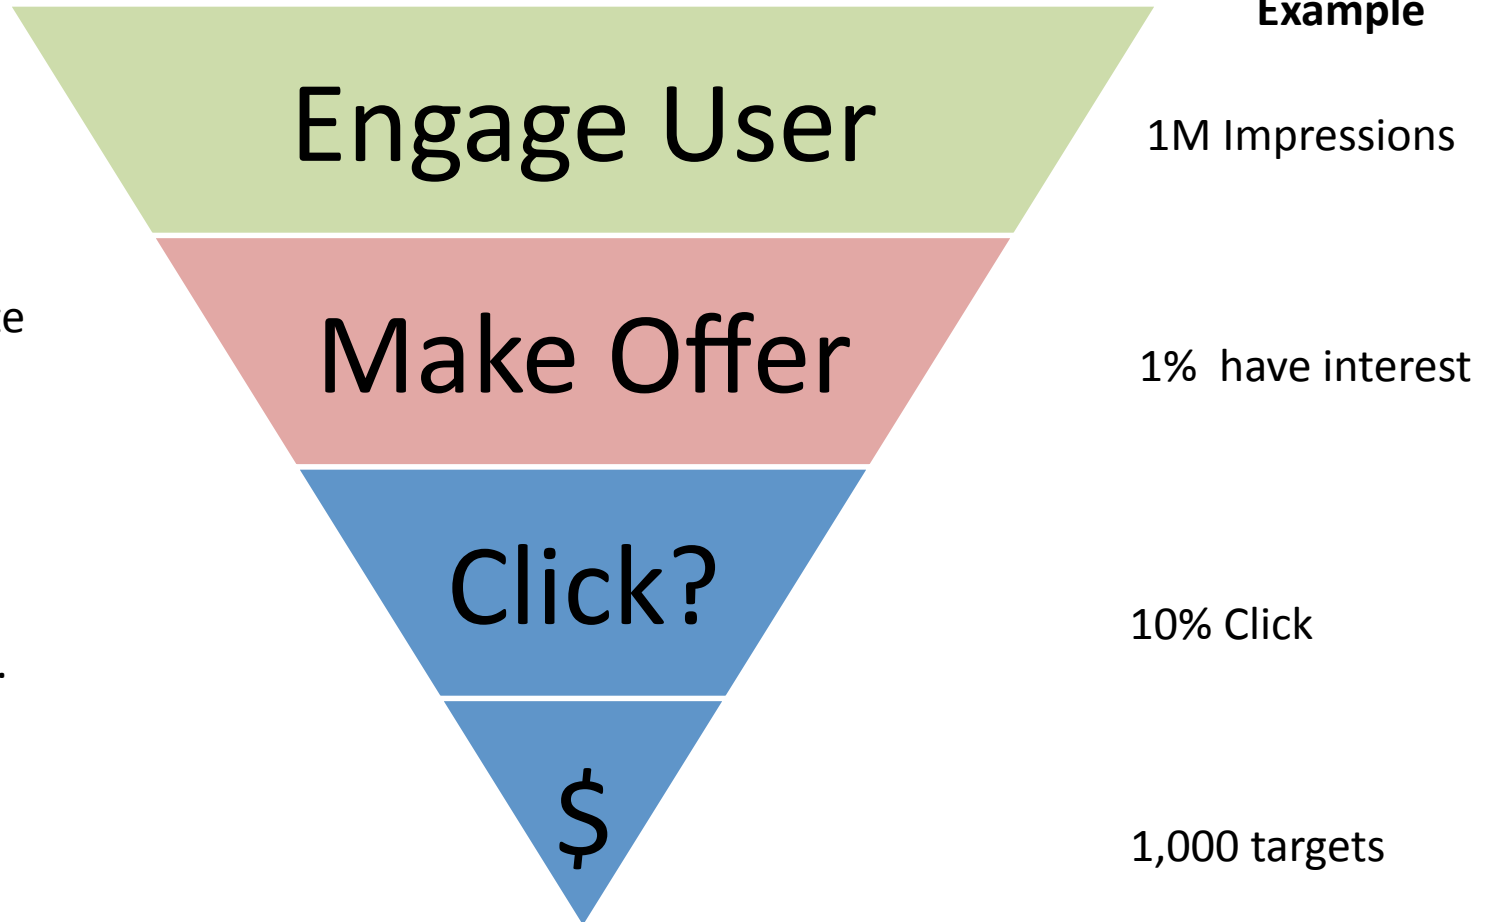 Example
Engage User
1M Impressions
Make Offer
1% have interest
Click?
10% Click
$
1,000 targets